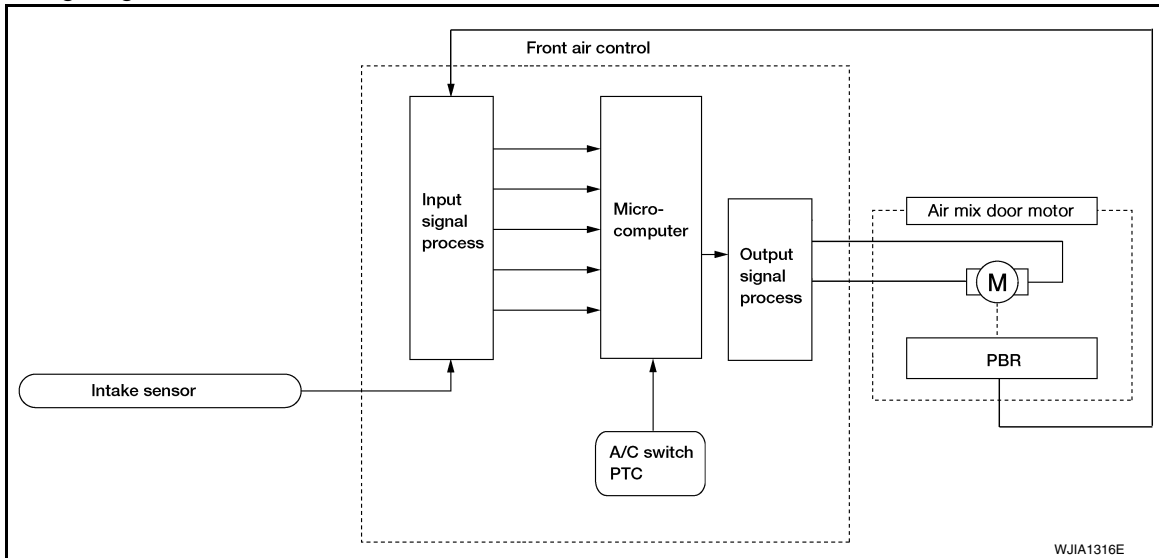 Front air control
Input
signal
process
Micro-
computer
Output
signal
process
Air mix door motor
M
PBR
Intake sensor
A/C switch
PTC
WJIA1316E